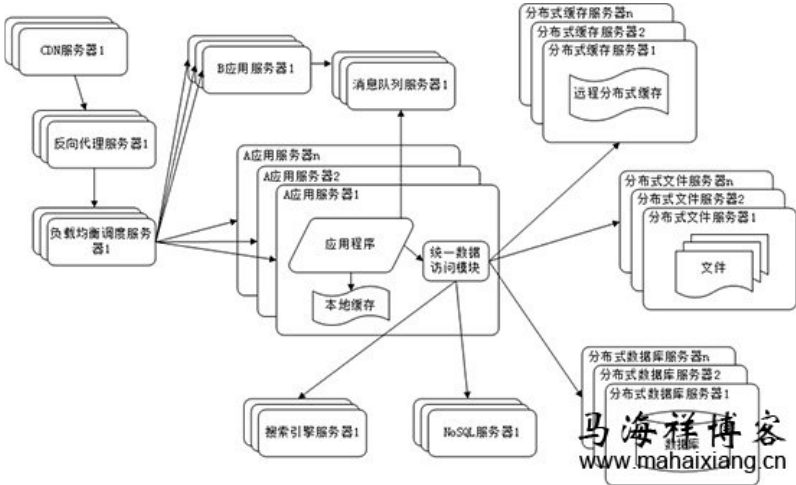 CDN服务器1
反向代理服务器1
负载均衡调度服务
器1
B应用服务器1
消息队列服务器1
A应用服务器n
A应用服务器2
A应用服务器1
应用程序
本地缓存
统一数据
访问模块
搜索引擎服务器1
NoSQL服务器1
分布式缓存服务器n
分布式缓存服务器2
分布式缓存服务器1
远程分布式缓存
分布式文件服务器n
分布式文件服务器2
分布式文件服务器1
文件
分布式数据库服务器n
分布式数据库服务器2
分布式数据库服务器1
数据库
马海祥博客
www.mahaixiang.cn